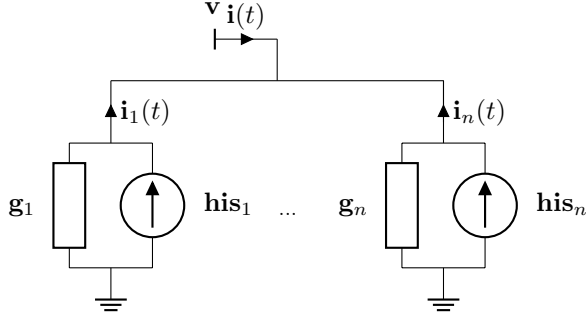 v i(t)
i₁(t) iₙ(t)
g₁ his₁ ... gₙ hisₙ